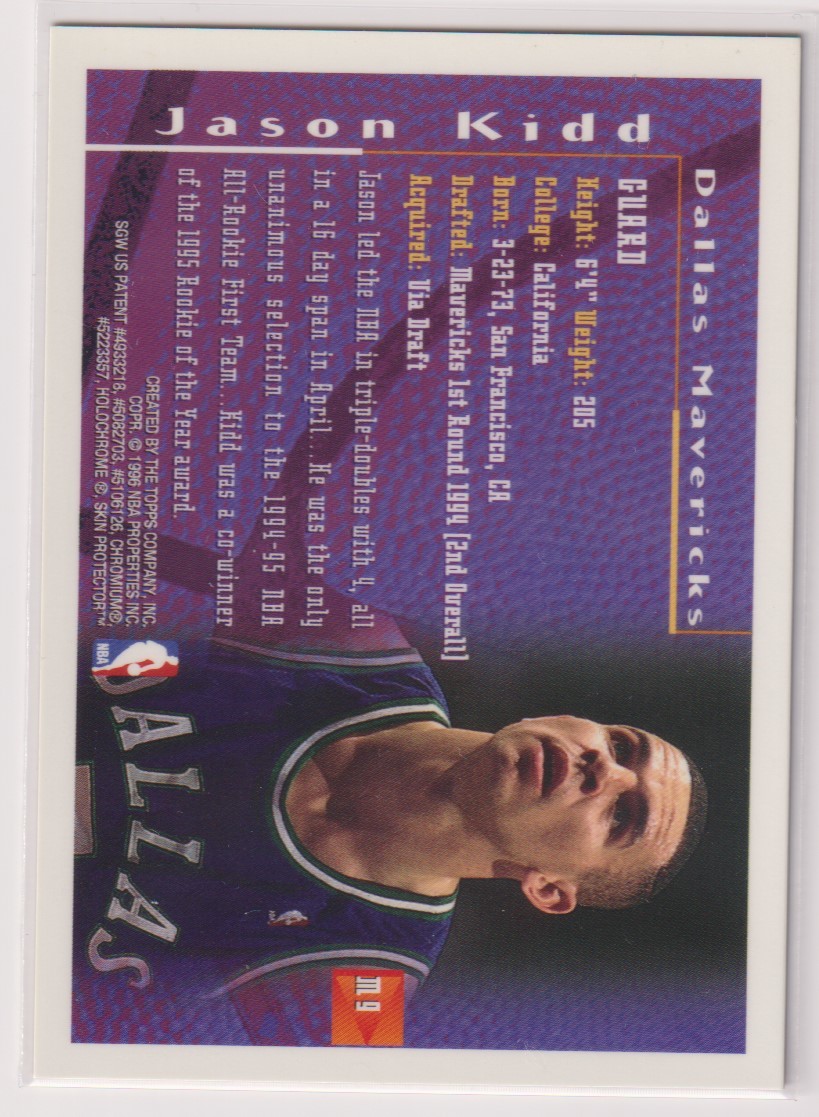 Dallas Mavericks
Jason Kidd
GUARD
Height: 6'4" Weight: 205
College: California
Born: 3-23-73, San Francisco, CA
Drafted: Mavericks 1st Round 1994 (2nd Overall)
Acquired: Via Draft
Jason led the NBA in triple-doubles with 4, all
in a 16 day span in April....He was the only
unanimous selection to the 1994-95 NBA
All-Rookie First Team...Kidd was a co-winner
of the 1995 Rookie of the Year award.
CREATED BY THE TOPPS COMPANY, INC.
COPR. © 1996 NBA PROPERTIES INC.
SGW US PATENT #4933218, #5082703, #5106126, CHROMIUM®,
#5223357, HOLOCHROME ®, SKIN PROTECTOR™
NBA
DALLAS
M 9